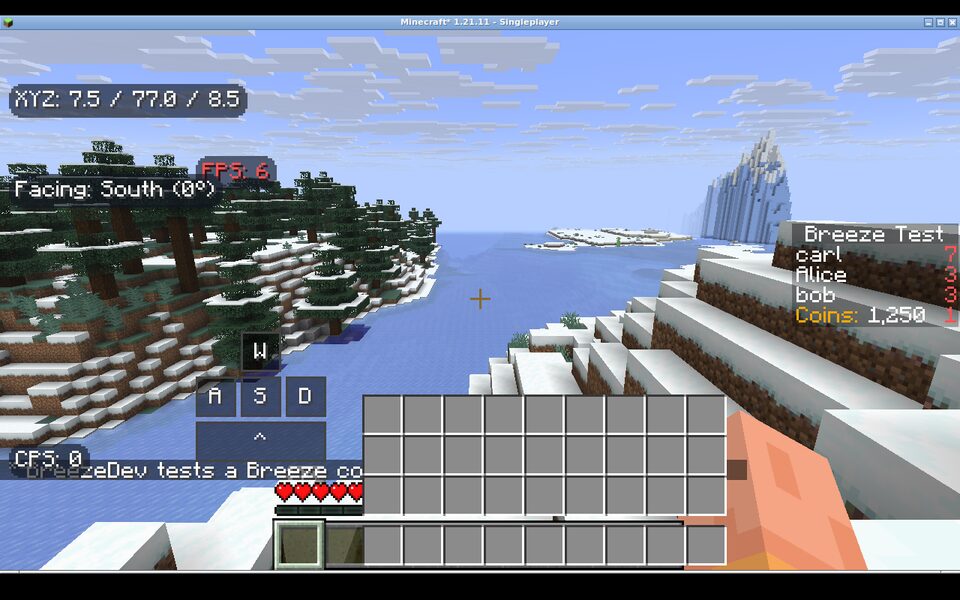 Minecraft* 1.21.11 - Singleplayer
XYZ: 7.5 / 77.0 / 8.5
FPS: 6
Facing: South (0°)
Breeze Test
carl 7
Alice 3
bob 3
Coins: 1,250 1
W
A S D
^
CPS: 0
BreezeDev tests a Breeze co